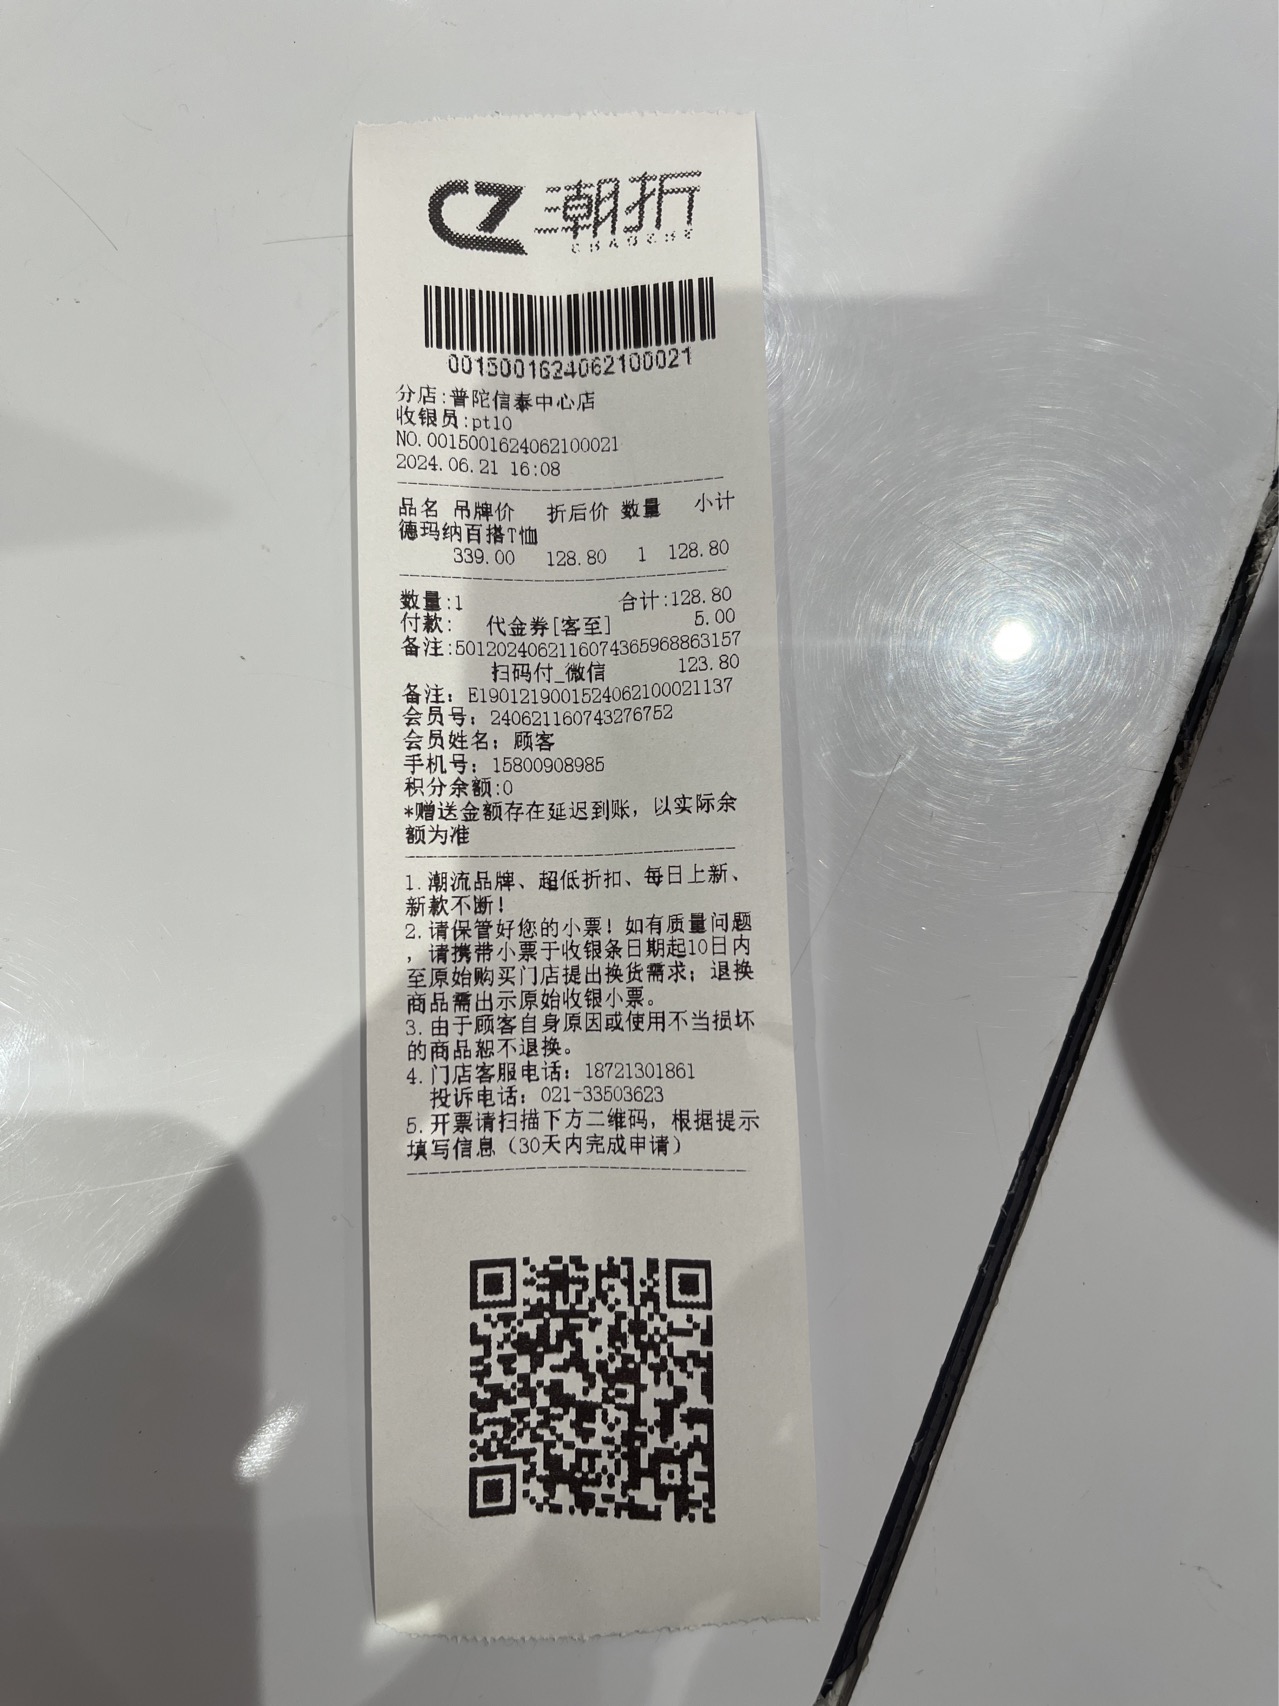 CZ 潮折
CHAOZHE
0015001624062100021
分店:普陀信泰中心店
收银员:pt10
NO.0015001624062100021
2024.06.21 16:08
品名 吊牌价 折后价 数量 小计
德玛纳百搭T恤
339.00 128.80 1 128.80
数量:1 合计:128.80
付款: 代金券[客至] 5.00
备注:5012024062116074365968863157
扫码付_微信 123.80
备注: E1901219001524062100021137
会员号: 240621160743276752
会员姓名: 顾客
手机号: 15800908985
积分余额:0
*赠送金额存在延迟到账，以实际余
额为准
1.潮流品牌、超低折扣、每日上新、
新款不断!
2.请保管好您的小票!如有质量问题
，请携带小票于收银条日期起10日内
至原始购买门店提出换货需求；退换
商品需出示原始收银小票。
3.由于顾客自身原因或使用不当损坏
的商品恕不退换。
4.门店客服电话: 18721301861
投诉电话: 021-33503623
5.开票请扫描下方二维码，根据提示
填写信息（30天内完成申请）